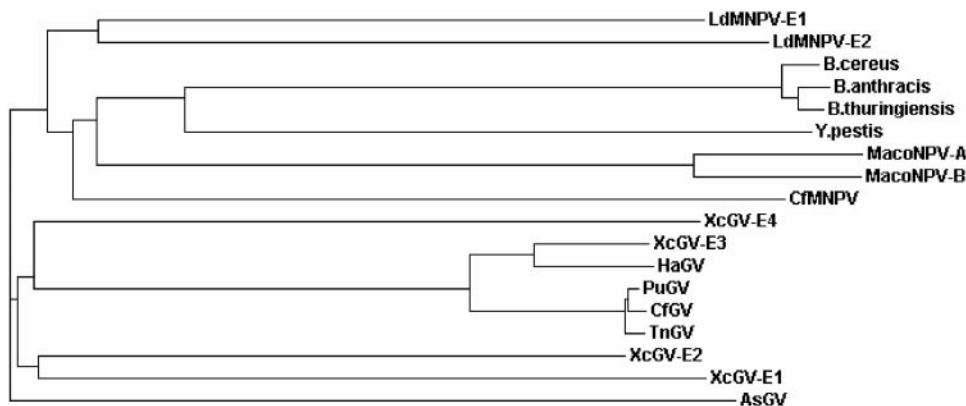 LdMNPV-E1
LdMNPV-E2
B.cereus
B.anthracis
B.thuringiensis
Y.pestis
MacoNPV-A
MacoNPV-B
CfMNPV
XcGV-E4
XcGV-E3
HaGV
PuGV
CfGV
TnGV
XcGV-E2
XcGV-E1
AsGV